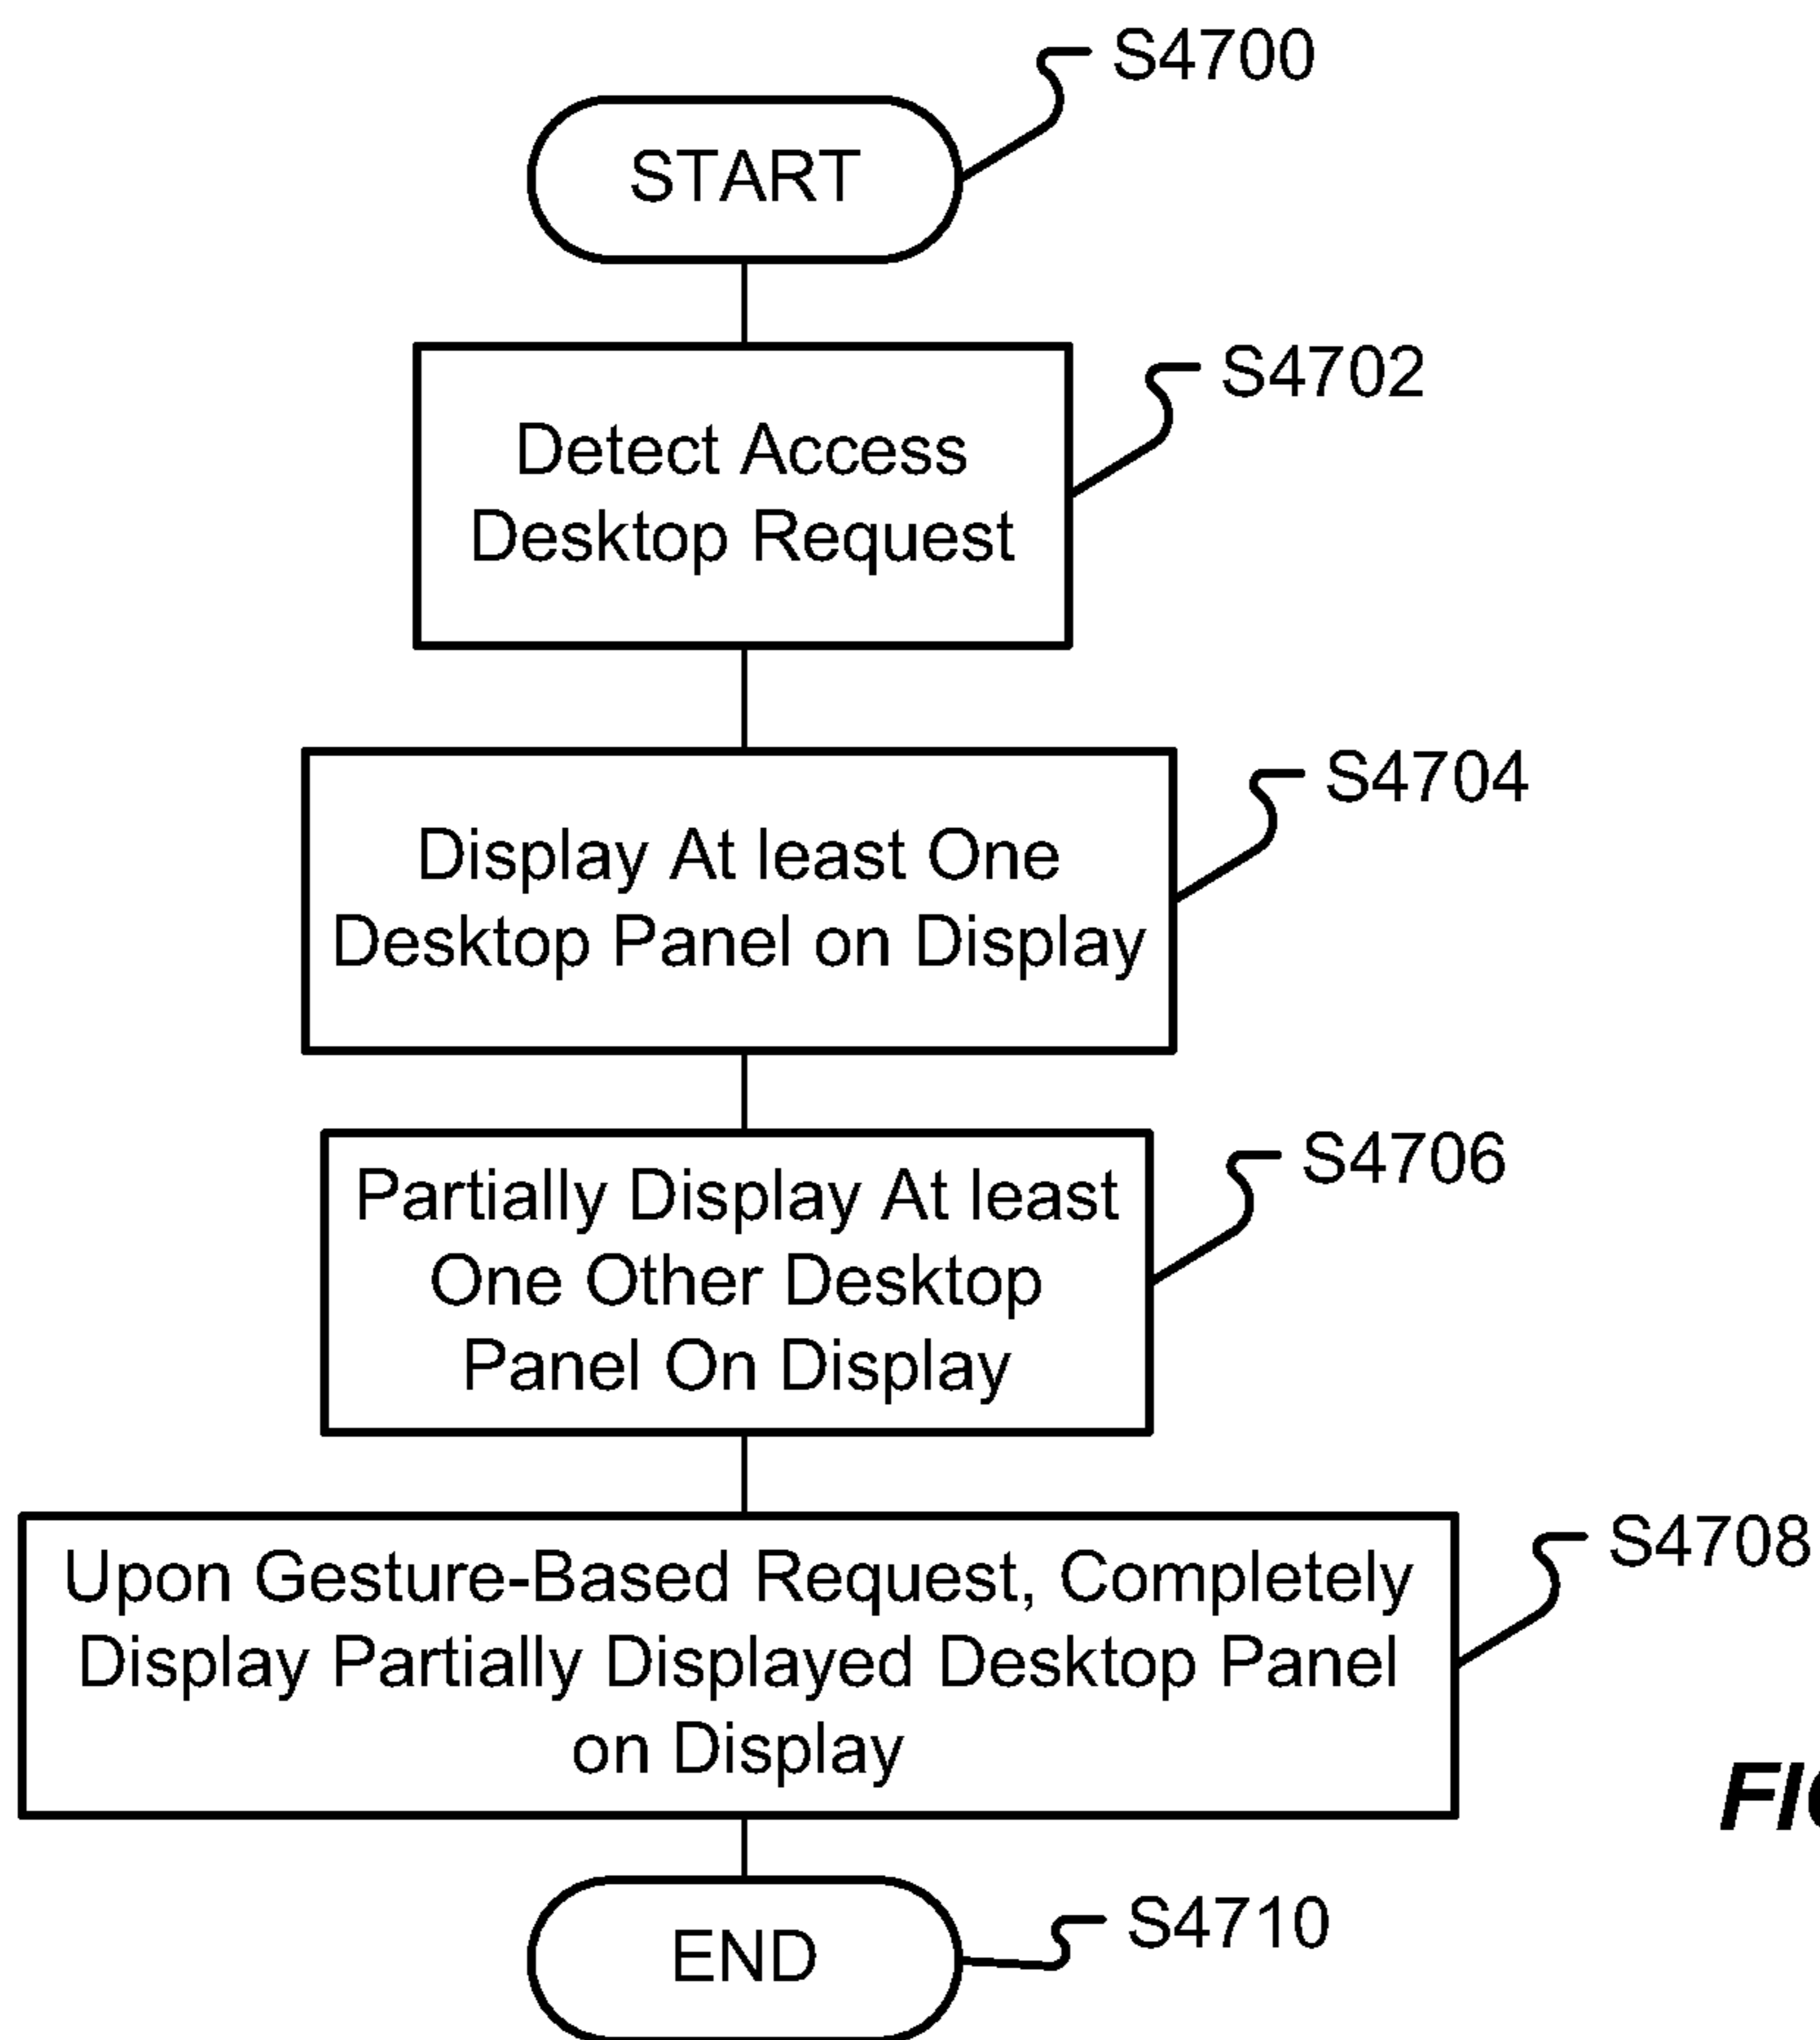 S4700
START
S4702
Detect Access
Desktop Request
S4704
Display At least One
Desktop Panel on Display
S4706
Partially Display At least
One Other Desktop
Panel On Display
S4708
Upon Gesture-Based Request, Completely
Display Partially Displayed Desktop Panel
on Display
S4710
END